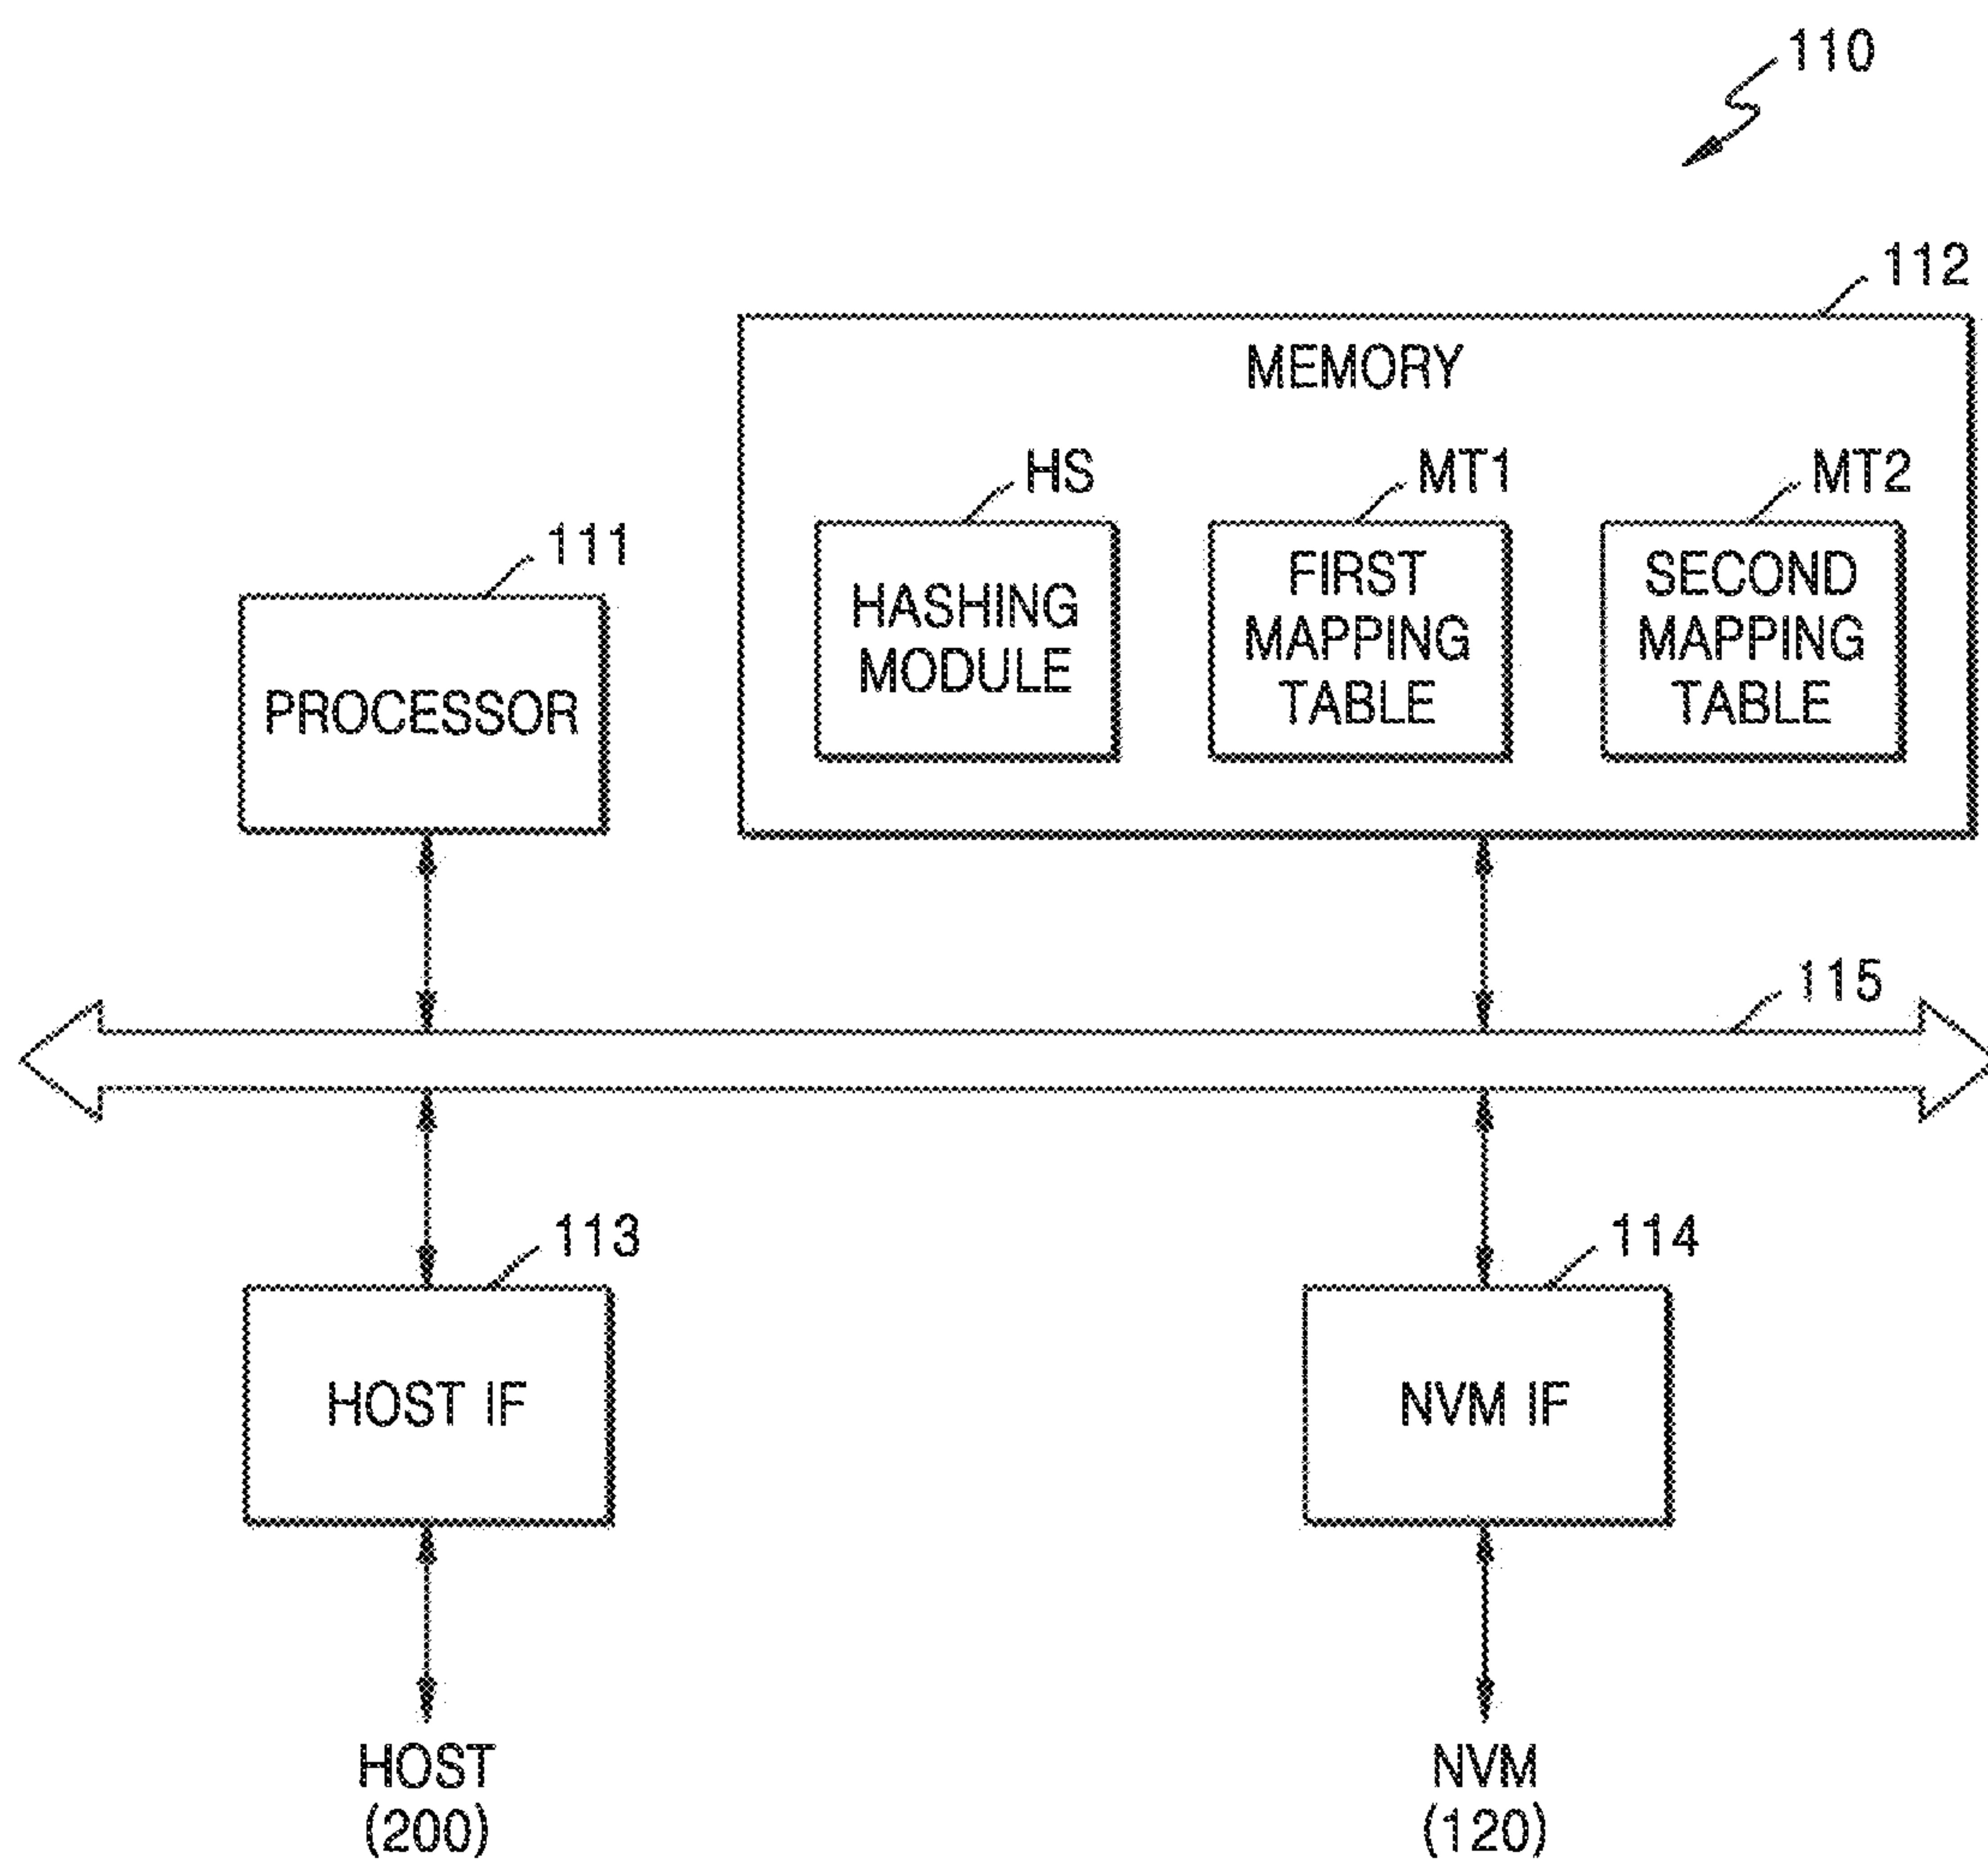 110
112
MEMORY
HS
MT1
MT2
111
HASHING
MODULE
FIRST
MAPPING
TABLE
SECOND
MAPPING
TABLE
PROCESSOR
115
113
114
HOST IF
NVM IF
HOST
(200)
NVM
(120)